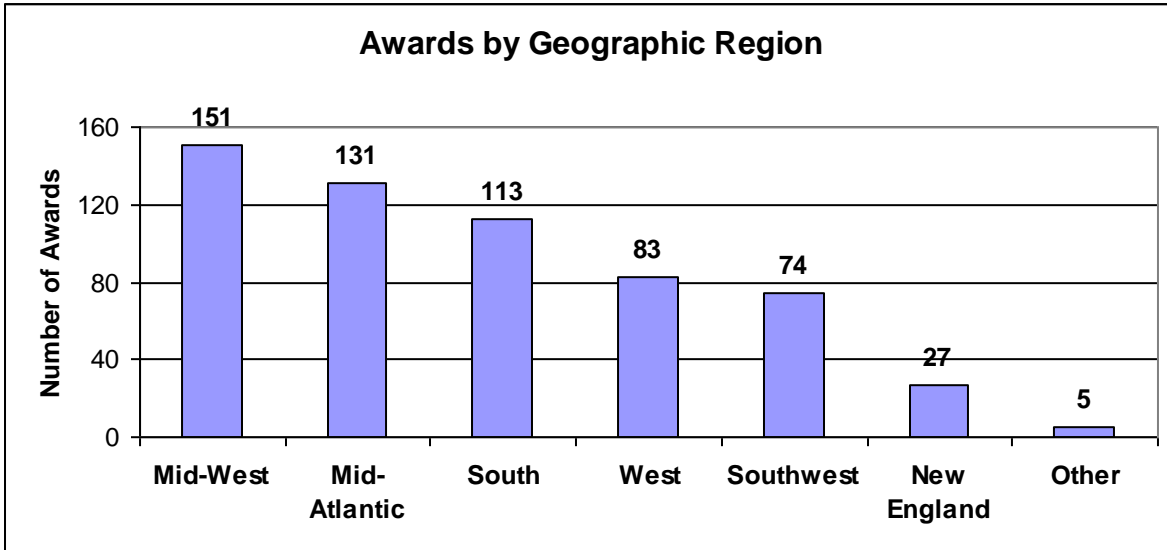 Awards by Geographic Region
Number of Awards
160
120
80
40
0
151
131
113
83
74
27
5
Mid-West
Mid-
Atlantic
South
West
Southwest
New
England
Other